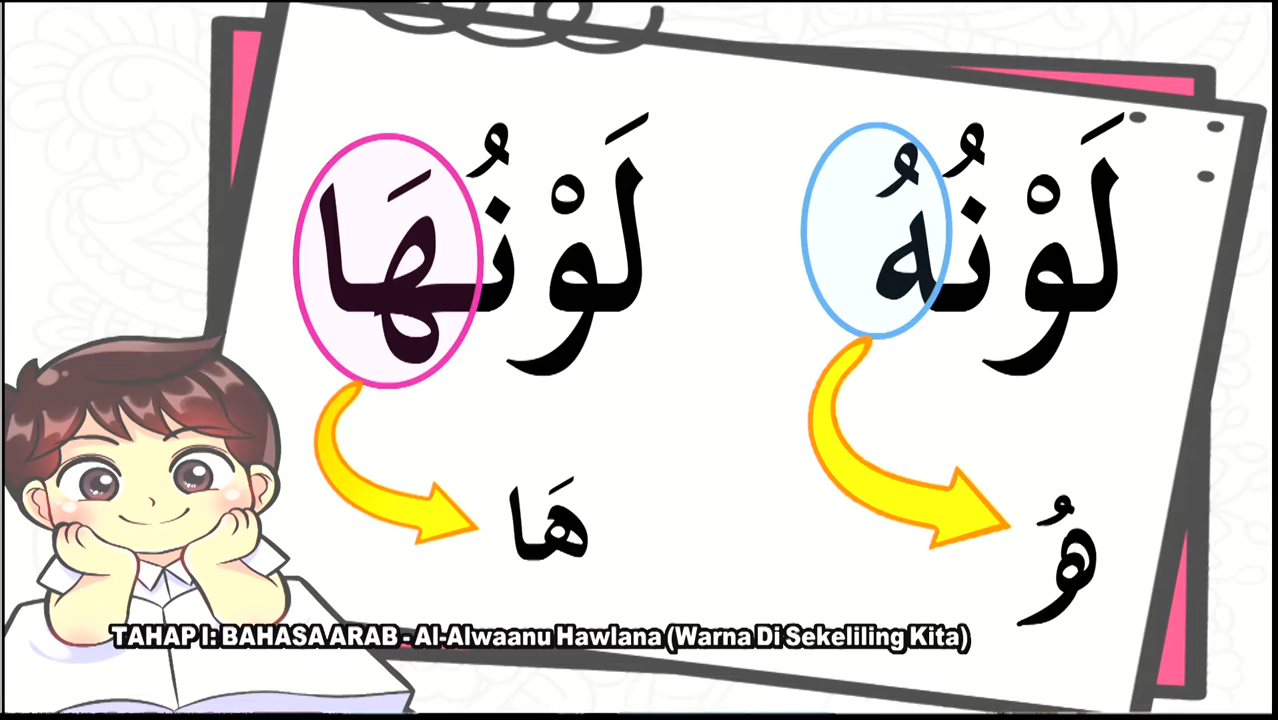 لَوْنُهُ لَوْنُهَا
هُو هَا
TAHAP I: BAHASA ARAB - Al-Alwaanu Hawlana (Warna Di Sekeliling Kita)